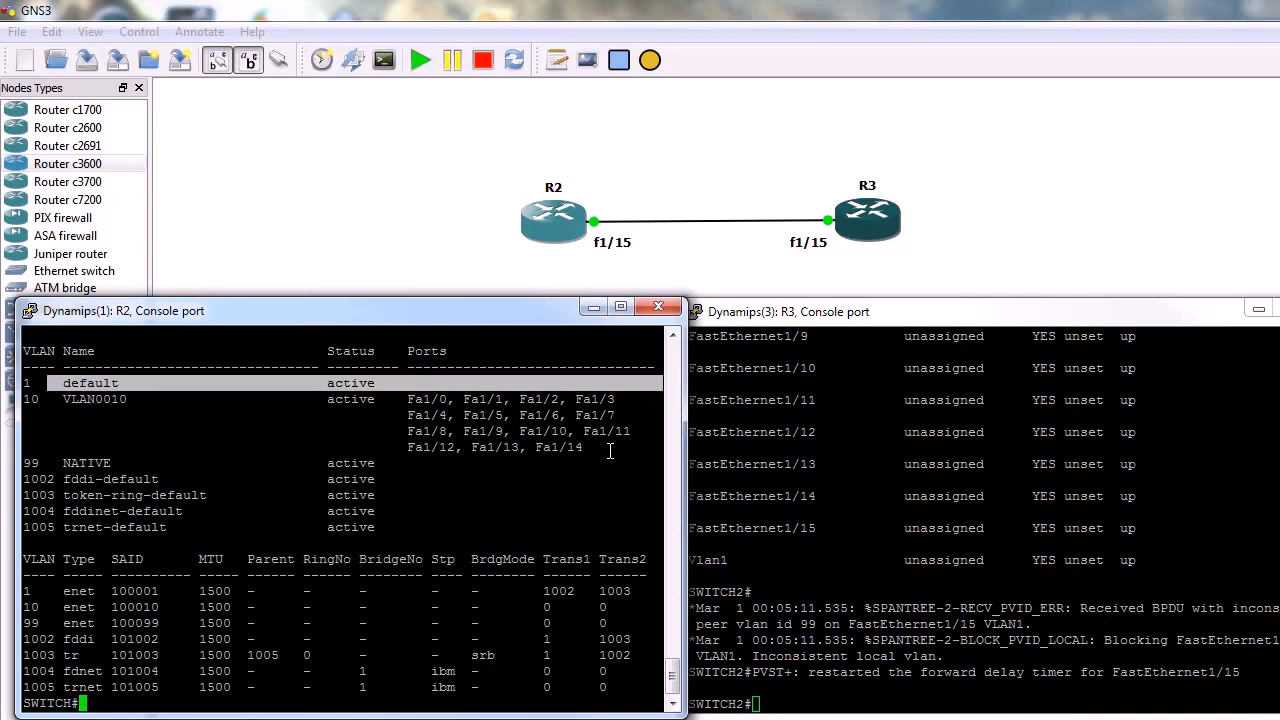 GNS3
File Edit View Control Annotate Help
Nodes Types
Router c1700
Router c2600
Router c2691
Router c3600
Router c3700
Router c7200
PIX firewall
ASA firewall
Juniper router
Ethernet switch
ATM bridge
R2
R3
f1/15
f1/15
Dynamips(1): R2, Console port
VLAN Name Status Ports
---- -------------------------------- --------- -------------------------------
1 default active
10 VLAN0010 active Fa1/0, Fa1/1, Fa1/2, Fa1/3
Fa1/4, Fa1/5, Fa1/6, Fa1/7
Fa1/8, Fa1/9, Fa1/10, Fa1/11
Fa1/12, Fa1/13, Fa1/14
99 NATIVE active
1002 fddi-default active
1003 token-ring-default active
1004 fddinet-default active
1005 trnet-default active
VLAN Type SAID MTU Parent RingNo BridgeNo Stp BrdgMode Trans1 Trans2
---- ----- ---------- ----- ------ ------ -------- ---- -------- ------ ------
1 enet 100001 1500 - - - - - 1002 1003
10 enet 100010 1500 - - - - - 0 0
99 enet 100099 1500 - - - - - 0 0
1002 fddi 101002 1500 - - - - - 1 1003
1003 tr 101003 1500 1005 0 - - srb 1 1002
1004 fdnet 101004 1500 - - 1 ibm - 0 0
1005 trnet 101005 1500 - - 1 ibm - 0 0
SWITCH#
Dynamips(3): R3, Console port
FastEthernet1/9 unassigned YES unset up
FastEthernet1/10 unassigned YES unset up
FastEthernet1/11 unassigned YES unset up
FastEthernet1/12 unassigned YES unset up
FastEthernet1/13 unassigned YES unset up
FastEthernet1/14 unassigned YES unset up
FastEthernet1/15 unassigned YES unset up
Vlan1 unassigned YES unset up
SWITCH2#
*Mar 1 00:05:11.535: %SPANTREE-2-RECV_PVID_ERR: Received BPDU with incons
peer vlan id 99 on FastEthernet1/15 VLAN1.
*Mar 1 00:05:11.535: %SPANTREE-2-BLOCK_PVID_LOCAL: Blocking FastEthernet1
VLAN1. Inconsistent local vlan.
SWITCH2#PVST+: restarted the forward delay timer for FastEthernet1/15
SWITCH2#